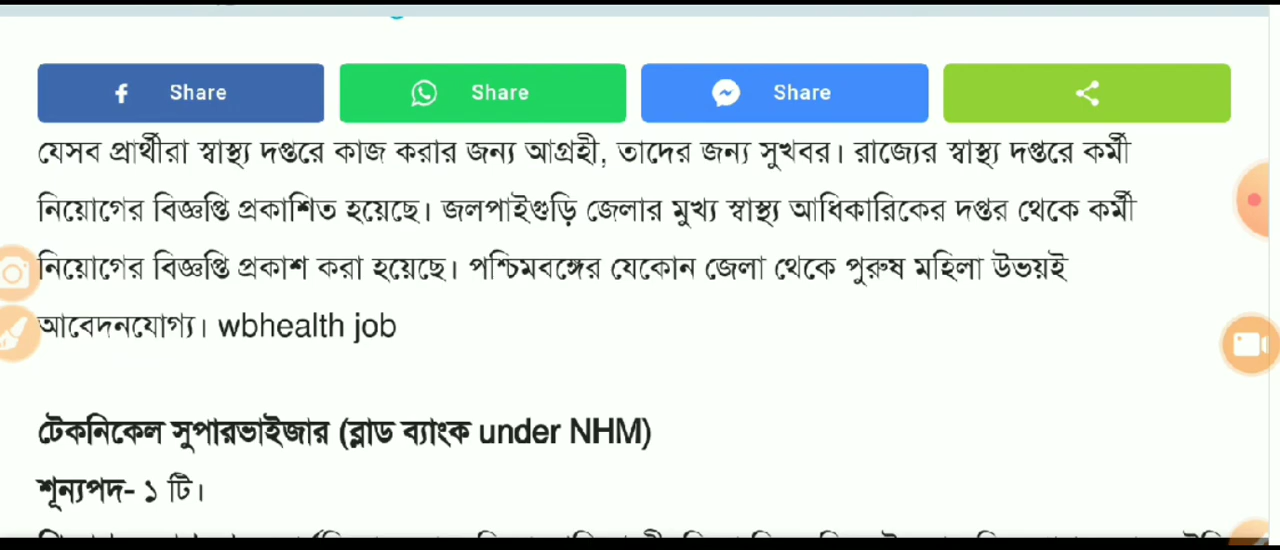 Share Share Share
যেসব প্রার্থীরা স্বাস্থ্য দপ্তরে কাজ করার জন্য আগ্রহী, তাদের জন্য সুখবর। রাজ্যের স্বাস্থ্য দপ্তরে কর্মী
নিয়োগের বিজ্ঞপ্তি প্রকাশিত হয়েছে। জলপাইগুড়ি জেলার মুখ্য স্বাস্থ্য আধিকারিকের দপ্তর থেকে কর্মী
নিয়োগের বিজ্ঞপ্তি প্রকাশ করা হয়েছে। পশ্চিমবঙ্গের যেকোন জেলা থেকে পুরুষ মহিলা উভয়ই
আবেদনযোগ্য। wbhealth job
টেকনিকেল সুপারভাইজার (ব্লাড ব্যাংক under NHM)
শূন্যপদ- ১ টি।